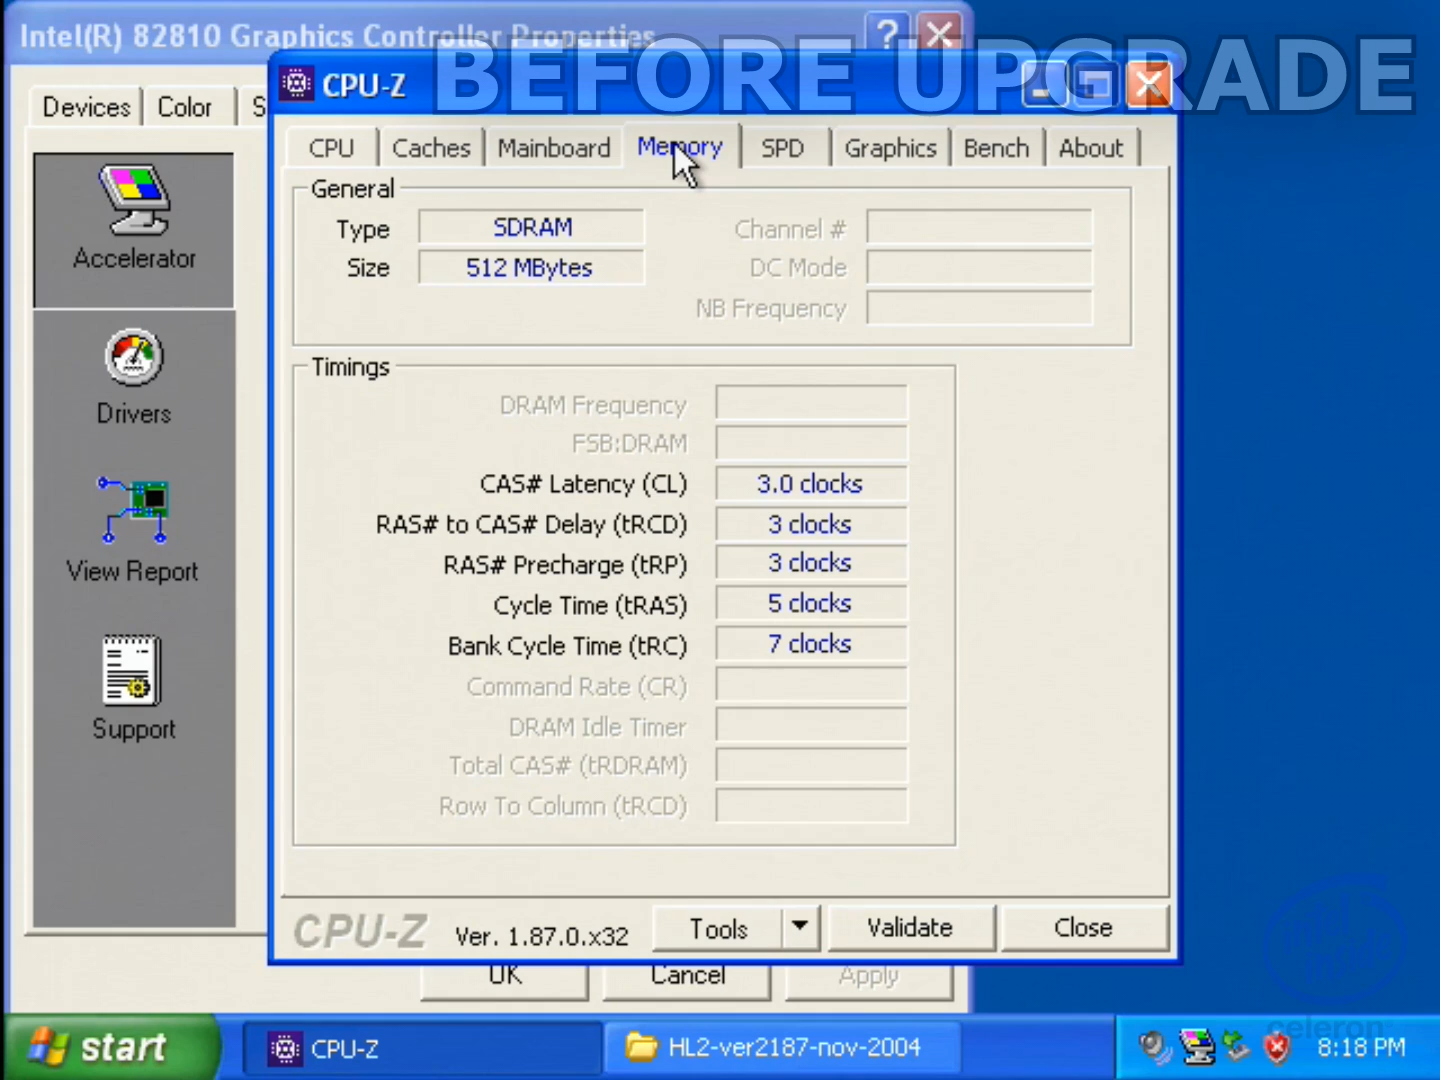 Intel(R) 82810 Graphics Controller Properties
BEFORE UPGRADE
CPU-Z
Devices
Color
S
CPU
Caches
Mainboard
Memory
SPD
Graphics
Bench
About
General
Type SDRAM
Channel #
Size 512 MBytes
DC Mode
NB Frequency
Timings
DRAM Frequency
FSB:DRAM
CAS# Latency (CL) 3.0 clocks
RAS# to CAS# Delay (tRCD) 3 clocks
RAS# Precharge (tRP) 3 clocks
Cycle Time (tRAS) 5 clocks
Bank Cycle Time (tRC) 7 clocks
Command Rate (CR)
DRAM Idle Timer
Total CAS# (tRDRAM)
Row To Column (tRCD)
Accelerator
Drivers
View Report
Support
CPU-Z Ver. 1.87.0.x32 Tools Validate Close
OK Cancel Apply
celeron
start
CPU-Z
HL2-ver2187-nov-2004
8:18 PM